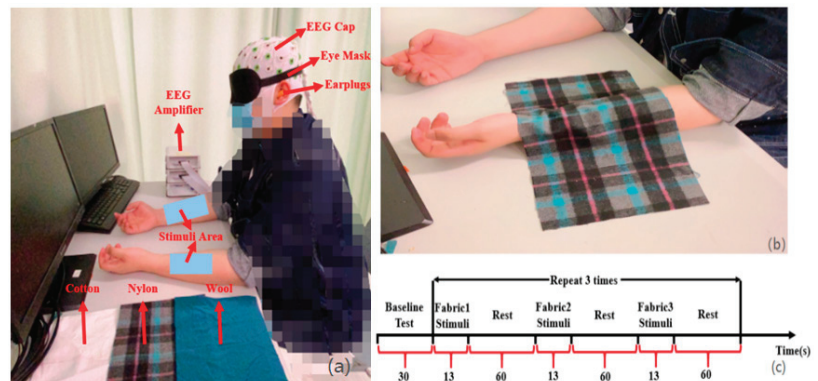 EEG Cap
Eye Mask
Earplugs
EEG
Amplifier
Stimuli Area
Cotton
Nylon
Wool
(a)
(b)
Repeat 3 times
Baseline
Test
Fabric1
Stimuli
Rest
Fabric2
Stimuli
Rest
Fabric3
Stimuli
Rest
Time(s)
30
13
60
13
60
13
60
(c)